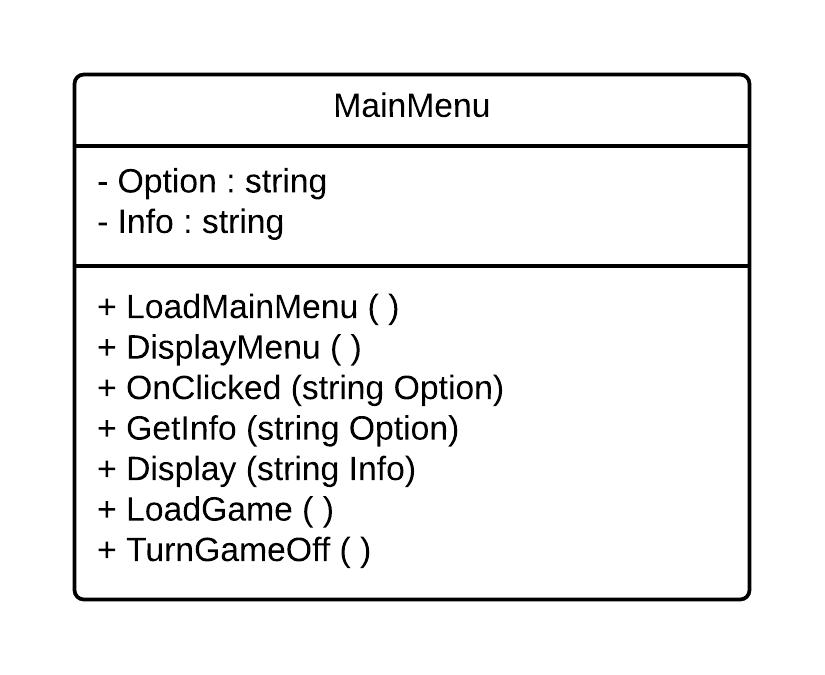 MainMenu
- Option : string
- Info : string
+ LoadMainMenu ( )
+ DisplayMenu ( )
+ OnClicked (string Option)
+ GetInfo (string Option)
+ Display (string Info)
+ LoadGame ( )
+ TurnGameOff ( )